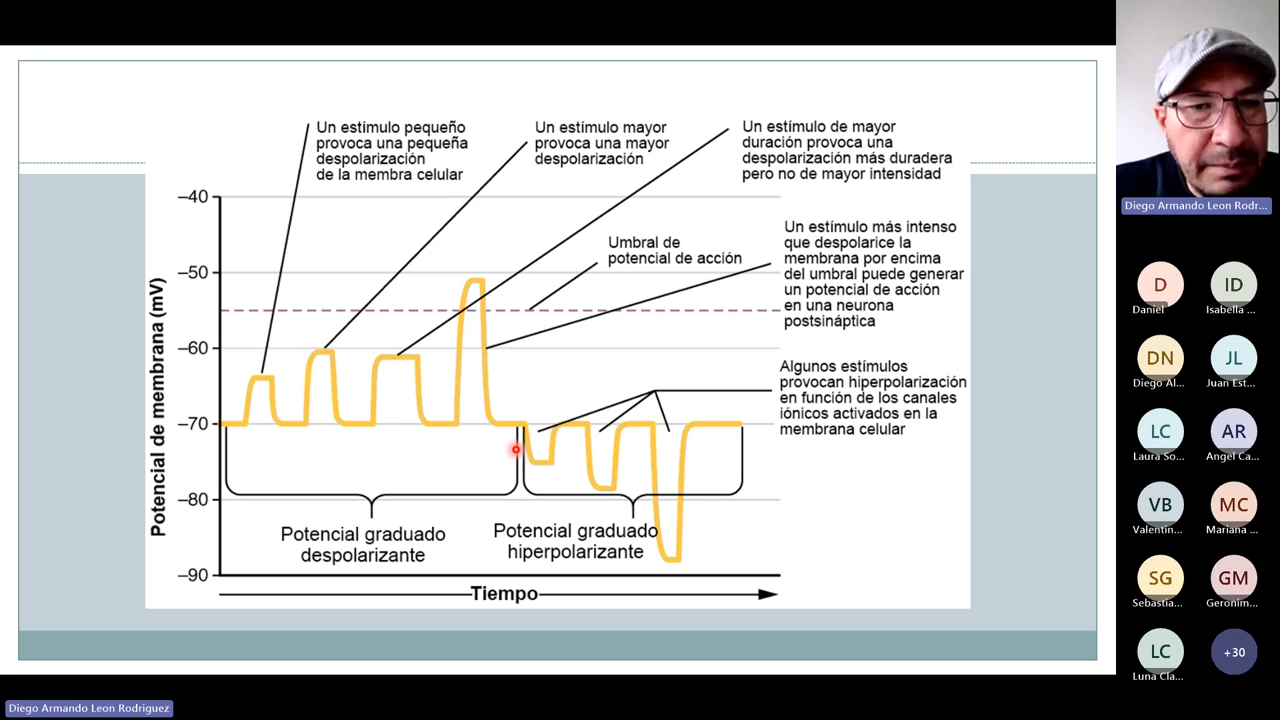 Un estímulo pequeño
provoca una pequeña
despolarización
de la membra celular
Un estímulo mayor
provoca una mayor
despolarización
Un estímulo de mayor
duración provoca una
despolarización más duradera
pero no de mayor intensidad
Umbral de
potencial de acción
Un estímulo más intenso
que despolarice la
membrana por encima
del umbral puede generar
un potencial de acción
en una neurona
postsináptica
Algunos estímulos
provocan hiperpolarización
en función de los canales
iónicos activados en la
membrana celular
Potencial de membrana (mV)
–40
–50
–60
–70
–80
–90
Potencial graduado
despolarizante
Potencial graduado
hiperpolarizante
Tiempo
Diego Armando Leon Rodr...
D
Daniel
ID
Isabella ...
DN
Diego Al...
JL
Juan Est...
LC
Laura So...
AR
Angel Ca...
VB
Valentin...
MC
Mariana ...
SG
Sebastia...
GM
Geronim...
LC
Luna Cla...
+30
Diego Armando Leon Rodriguez